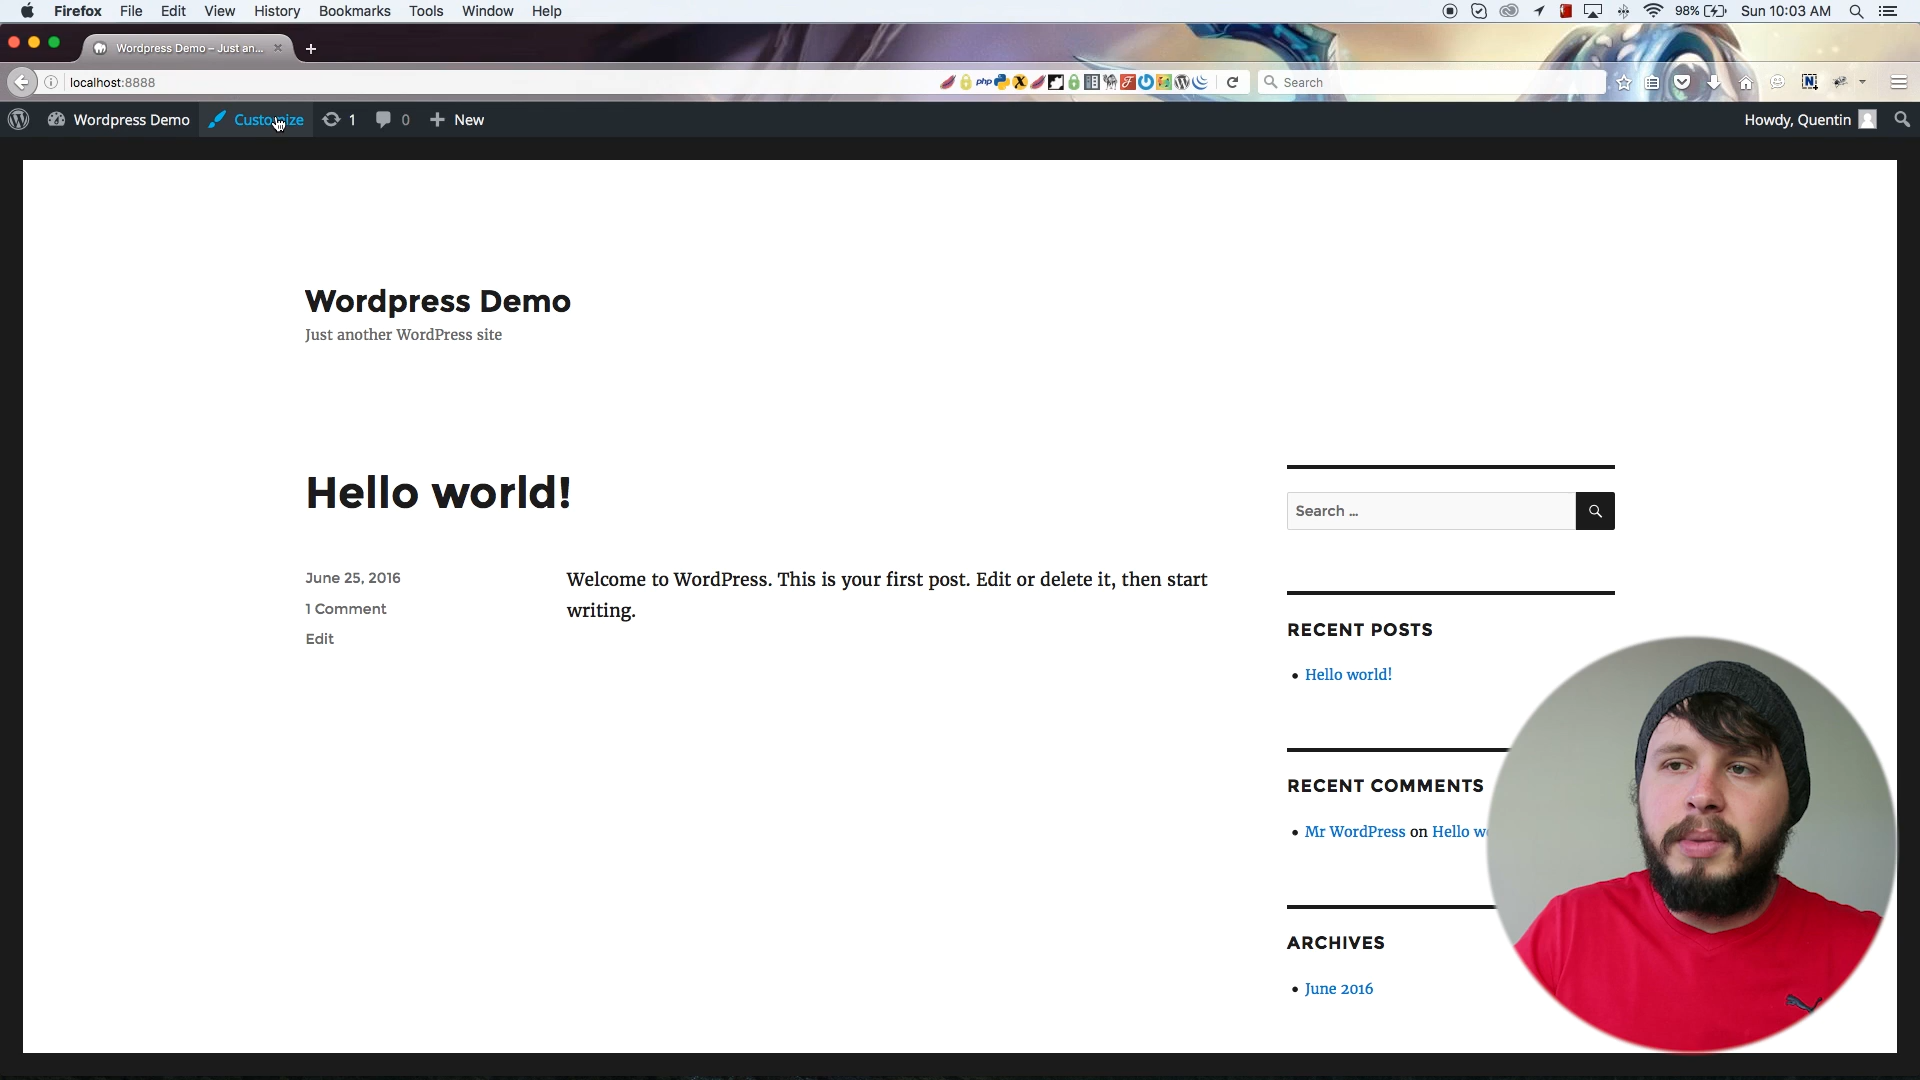 Firefox File Edit View History Bookmarks Tools Window Help 98% Sun 10:03 AM
Wordpress Demo – Just an...
localhost:8888 php Search
Wordpress Demo Customize 1 0 New Howdy, Quentin
Wordpress Demo
Just another WordPress site
Hello world!
Search ...
June 25, 2016
1 Comment
Edit
Welcome to WordPress. This is your first post. Edit or delete it, then start
writing.
RECENT POSTS
Hello world!
RECENT COMMENTS
Mr WordPress on Hello
ARCHIVES
June 2016